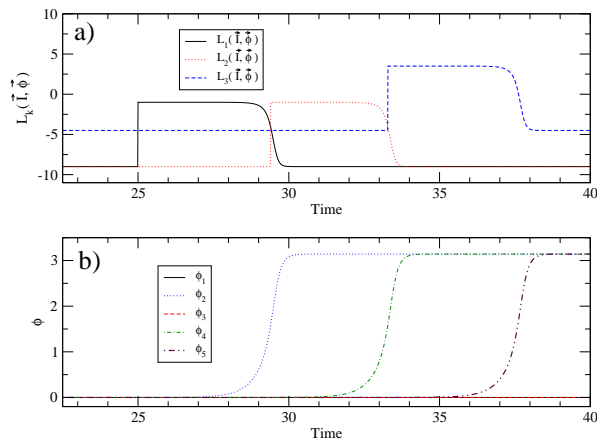 a)
L₁(I⃗, ϕ⃗)
L₂(I⃗, ϕ⃗)
L₃(I⃗, ϕ⃗)
Lₖ(I⃗, ϕ⃗)
10
5
0
-5
-10
25 30 35 40
Time
b)
ϕ₁
ϕ₂
ϕ₃
ϕ₄
ϕ₅
ϕ
3
2
1
0
25 30 35 40
Time